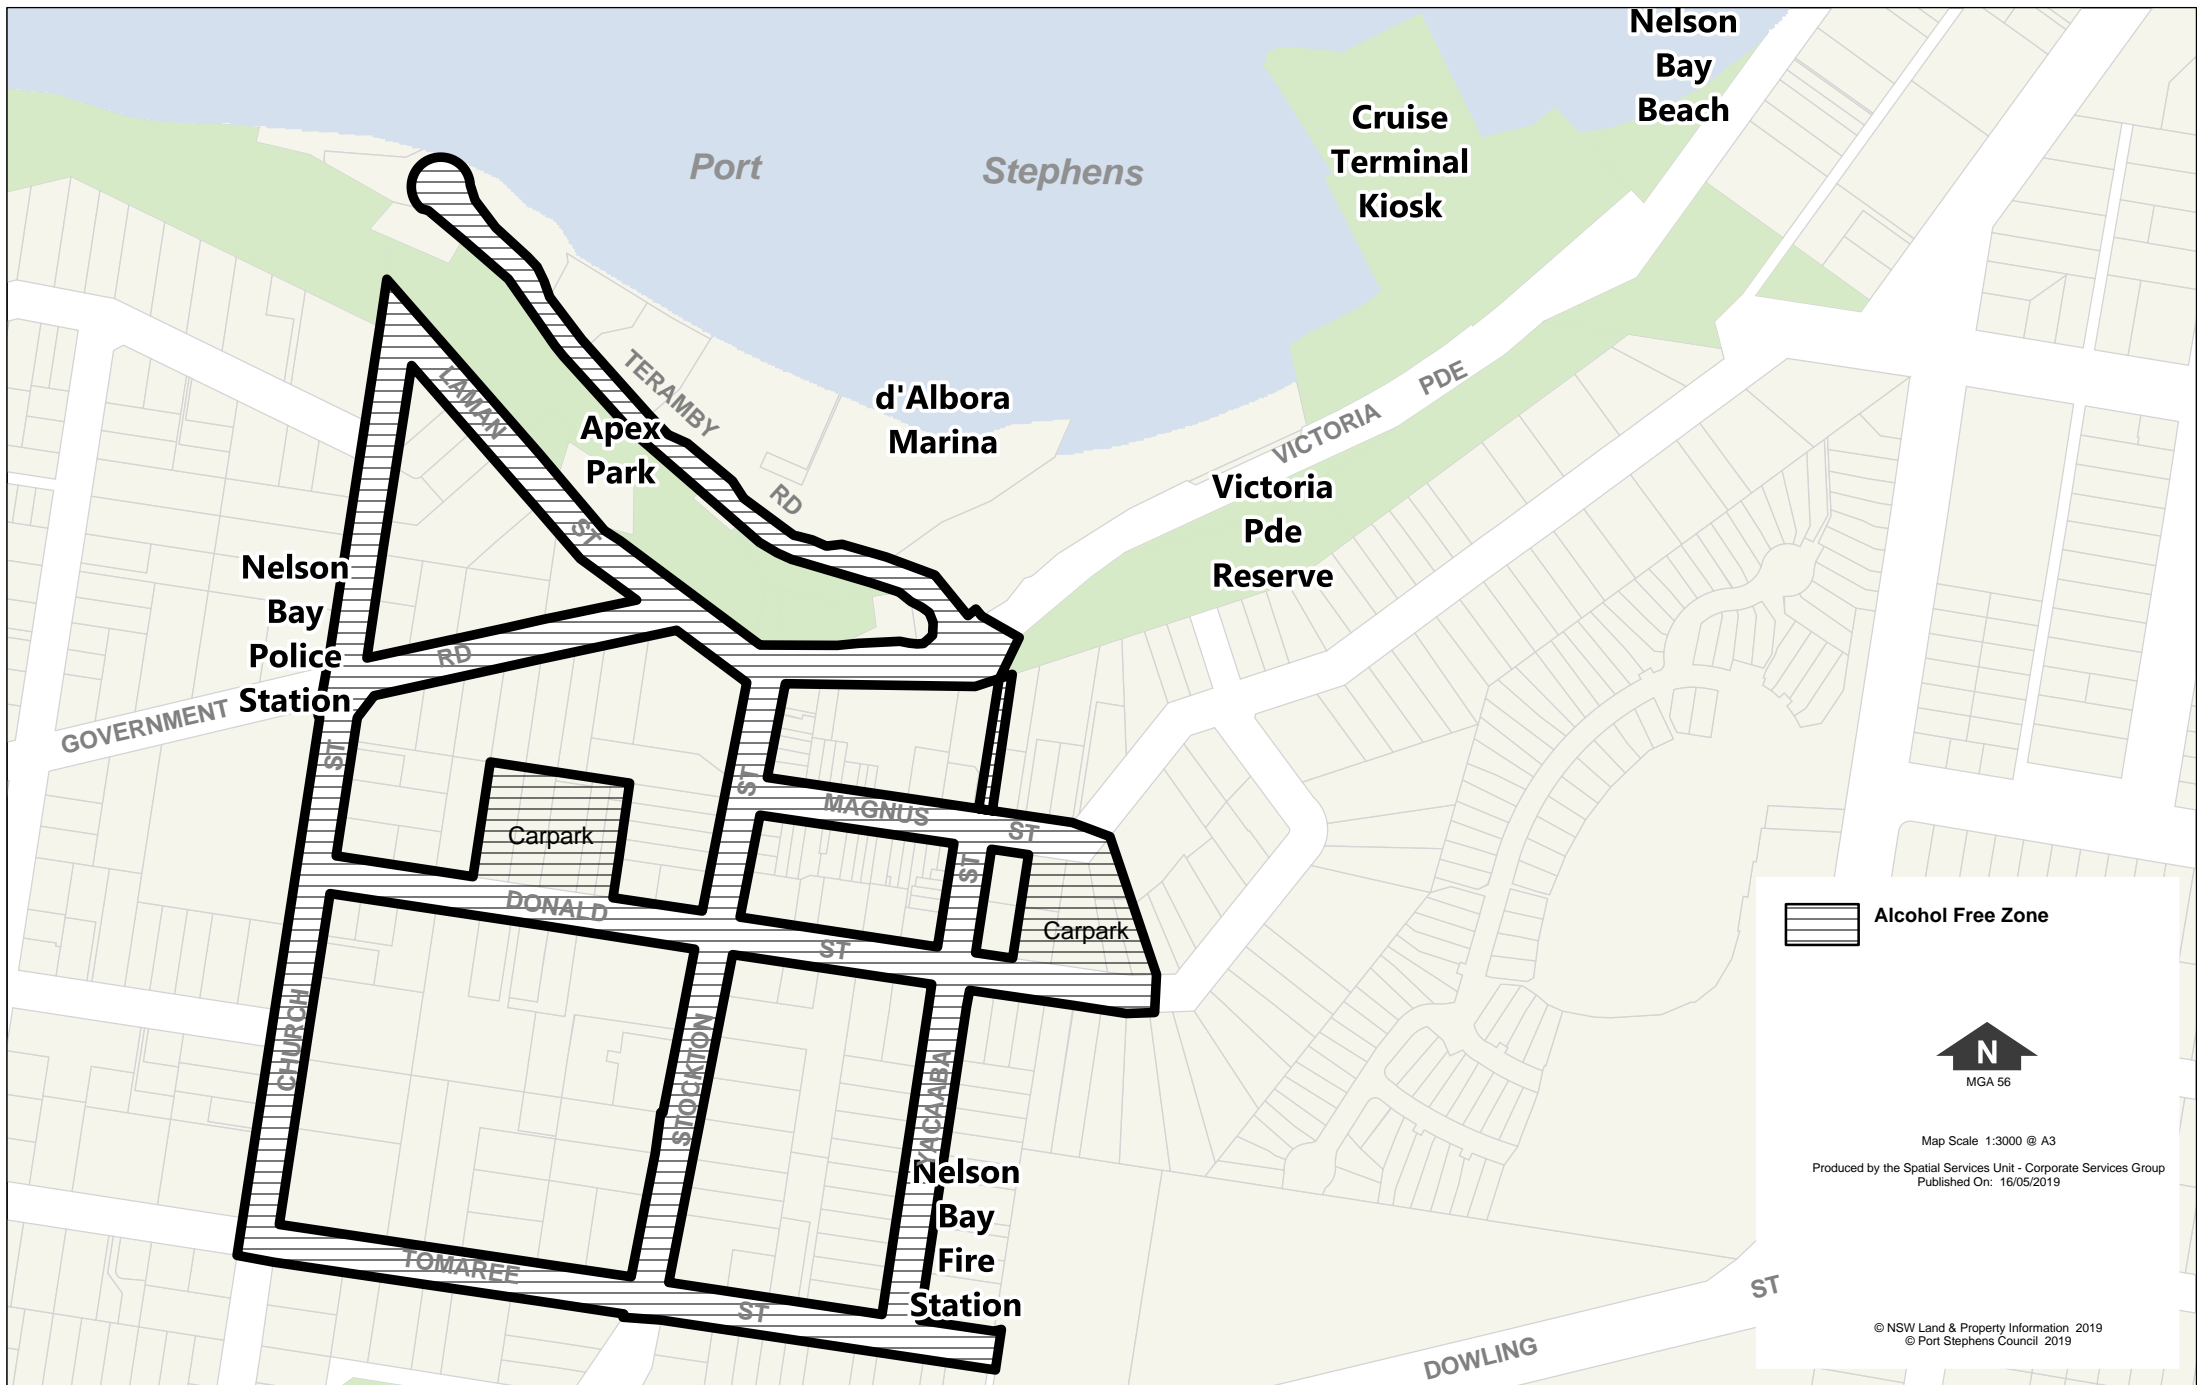 Nelson
Bay
Beach
Cruise
Terminal
Kiosk
Port Stephens
TERAMBY
RD
LAMAN
ST
Apex
Park
d'Albora
Marina
VICTORIA PDE
Victoria
Pde
Reserve
Nelson
Bay
Police
Station
GOVERNMENT
RD
ST
ST
MAGNUS
ST
Carpark
ST
DONALD
ST
Carpark
CHURCH
STOCKTON
YACAABA
Nelson
Bay
Fire
Station
TOMAREE
ST
DOWLING
ST
Alcohol Free Zone
N
MGA 56
Map Scale 1:3000 @ A3
Produced by the Spatial Services Unit - Corporate Services Group
Published On: 16/05/2019
© NSW Land & Property Information 2019
© Port Stephens Council 2019